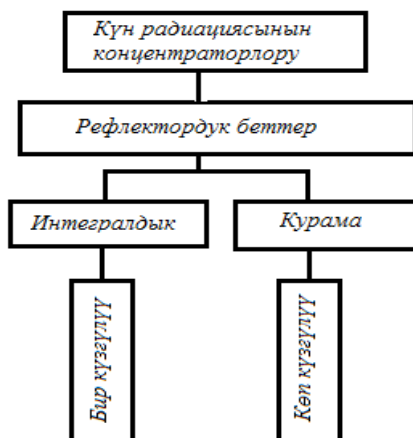 Күн радиациясынын
концентраторлору
Рефлектордук беттер
Интегралдык
Курама
Бир күзгүлүү
Көп күзгүлүү